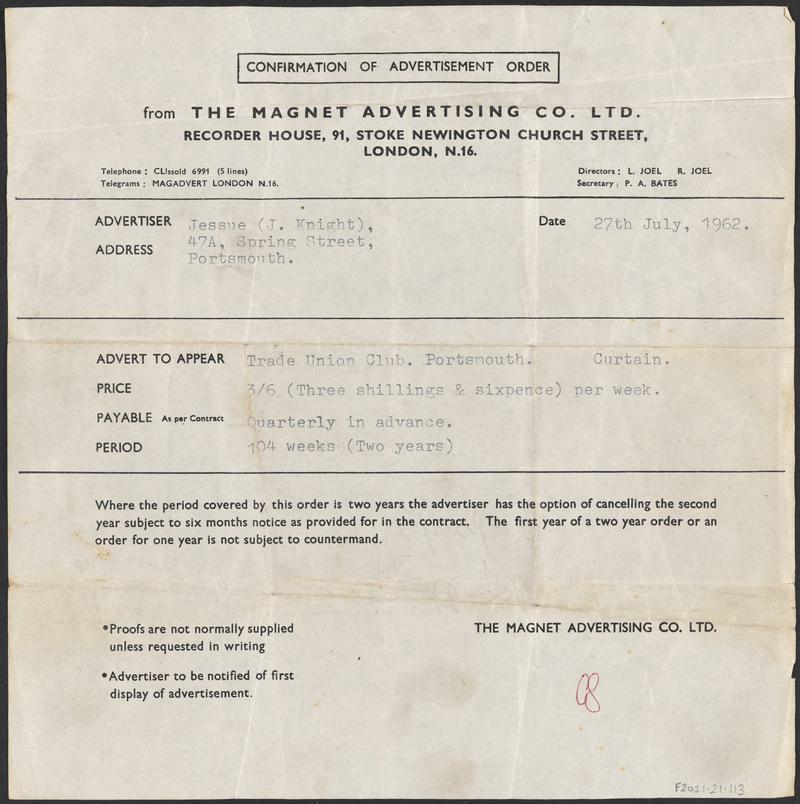 CONFIRMATION OF ADVERTISEMENT ORDER
from THE MAGNET ADVERTISING CO. LTD.
RECORDER HOUSE, 91, STOKE NEWINGTON CHURCH STREET,
LONDON, N.16.
Telephone : CLIssold 6991 (5 lines)
Telegrams : MAGADVERT LONDON N.16.
Directors : L. JOEL R. JOEL
Secretary : P. A. BATES
ADVERTISER Jessue (J. Knight),
ADDRESS 47A, Spring Street,
Portsmouth.
Date 27th July, 1962.
ADVERT TO APPEAR Trade Union Club. Portsmouth. Curtain.
PRICE 3/6 (Three shillings & sixpence) per week.
PAYABLE As per Contract Quarterly in advance.
PERIOD 104 weeks (Two years)
Where the period covered by this order is two years the advertiser has the option of cancelling the second
year subject to six months notice as provided for in the contract. The first year of a two year order or an
order for one year is not subject to countermand.
•Proofs are not normally supplied
unless requested in writing
•Advertiser to be notified of first
display of advertisement.
THE MAGNET ADVERTISING CO. LTD.
F2021·21·113